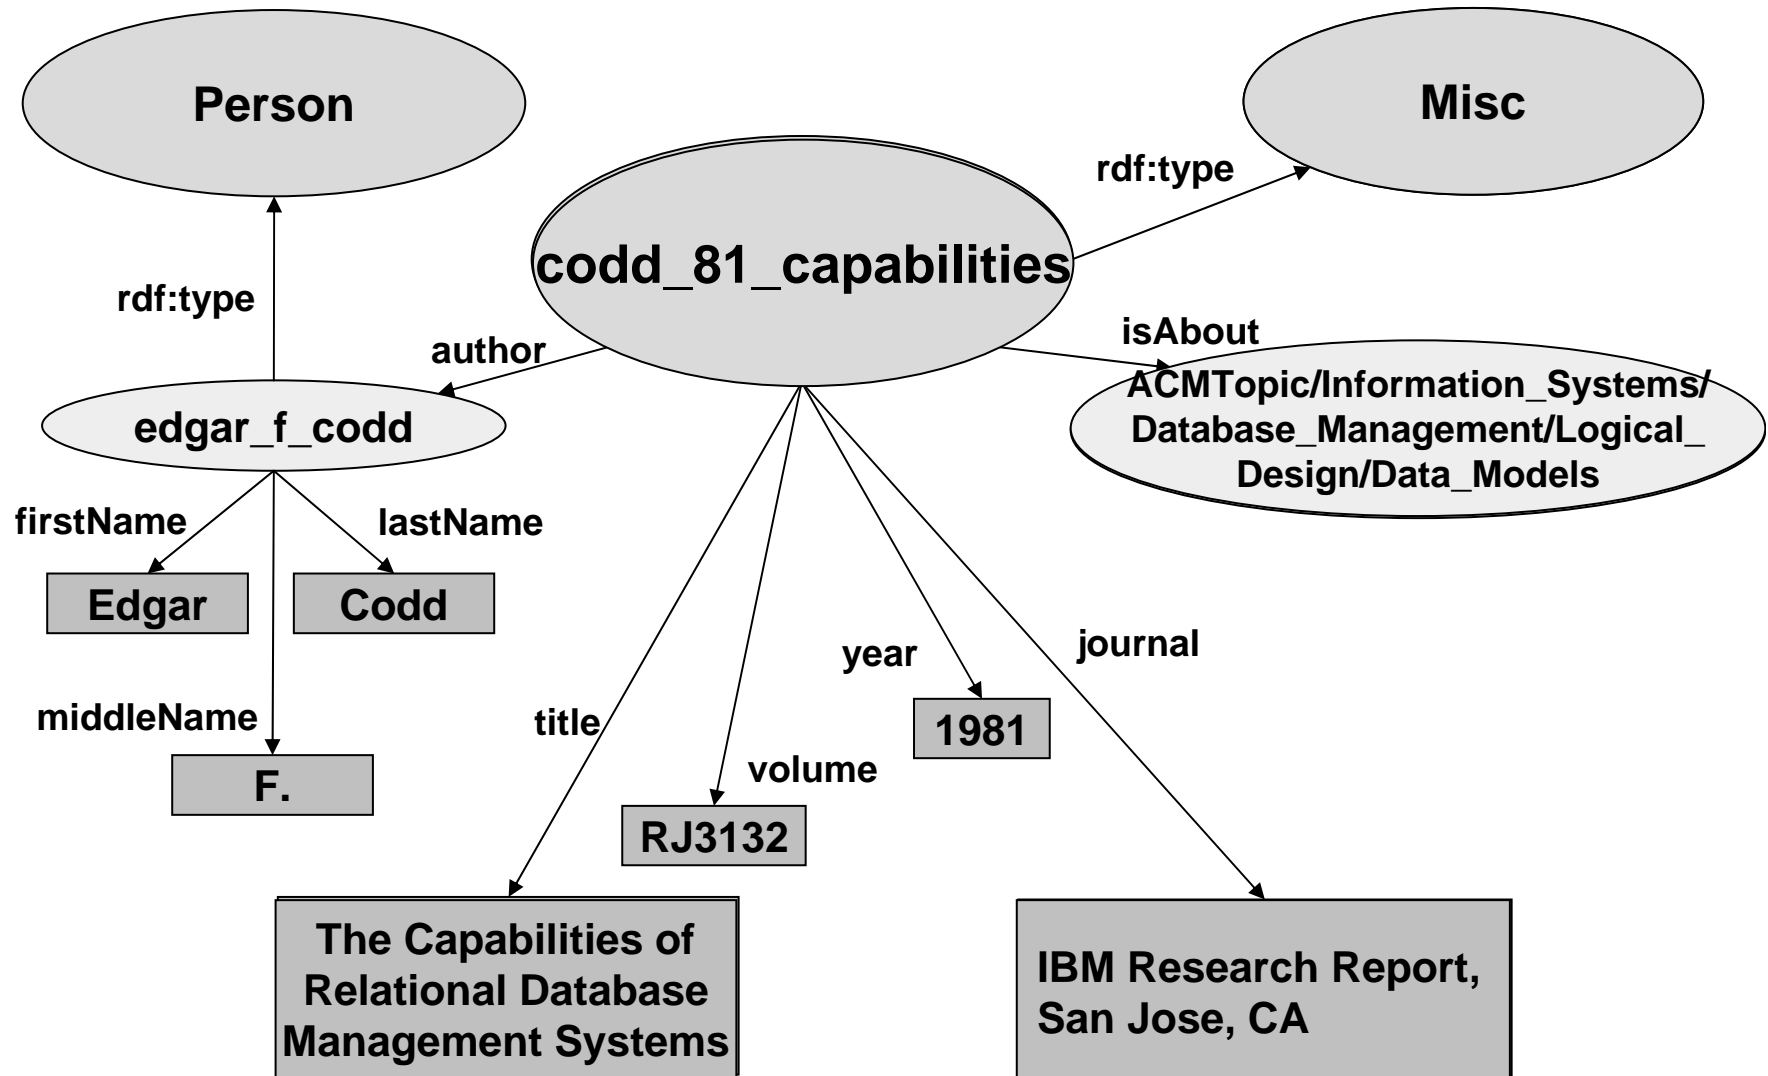 Person
Misc
rdf:type
codd_81_capabilities
rdf:type
isAbout
author
ACMTopic/Information_Systems/
Database_Management/Logical_
Design/Data_Models
edgar_f_codd
firstName
lastName
Edgar
Codd
journal
year
middleName
title
1981
volume
F.
RJ3132
The Capabilities of
Relational Database
Management Systems
IBM Research Report,
San Jose, CA